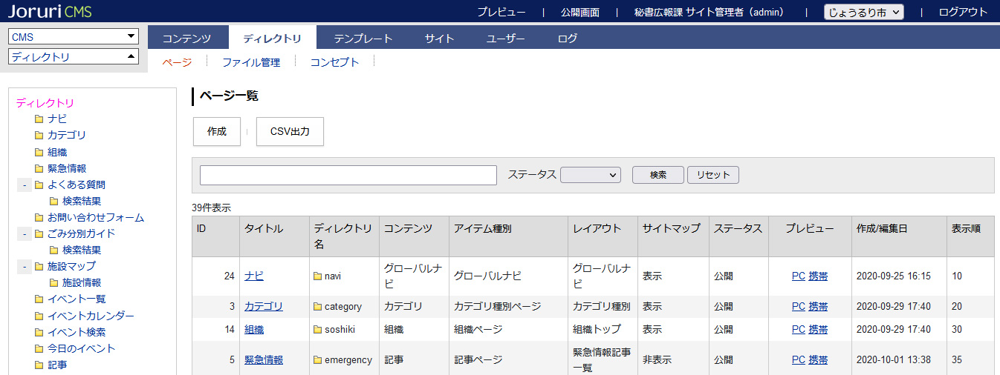 Joruri CMS プレビュー | 公開画面 | 秘書広報課 サイト管理者（admin） | じょうるり市 | ログアウト
CMS コンテンツ ディレクトリ テンプレート サイト ユーザー ログ
ディレクトリ ページ ファイル管理 コンセプト
ディレクトリ
ナビ
カテゴリ
組織
緊急情報
- よくある質問
検索結果
お問い合わせフォーム
- ごみ分別ガイド
検索結果
- 施設マップ
施設情報
イベント一覧
イベントカレンダー
イベント検索
今日のイベント
記事
ページ一覧
作成 | CSV出力
ステータス 検索 リセット
39件表示
ID タイトル ディレクトリ名 コンテンツ アイテム種別 レイアウト サイトマップ ステータス プレビュー 作成/編集日 表示順
24 ナビ navi グローバルナビ グローバルナビ グローバルナビ 表示 公開 PC 携帯 2020-09-25 16:15 10
3 カテゴリ category カテゴリ カテゴリ種別ページ カテゴリ種別 表示 公開 PC 携帯 2020-09-29 17:40 20
14 組織 soshiki 組織 組織ページ 組織トップ 表示 公開 PC 携帯 2020-09-29 17:40 30
5 緊急情報 emergency 記事 記事ページ 緊急情報記事一覧 非表示 公開 PC 携帯 2020-10-01 13:38 35